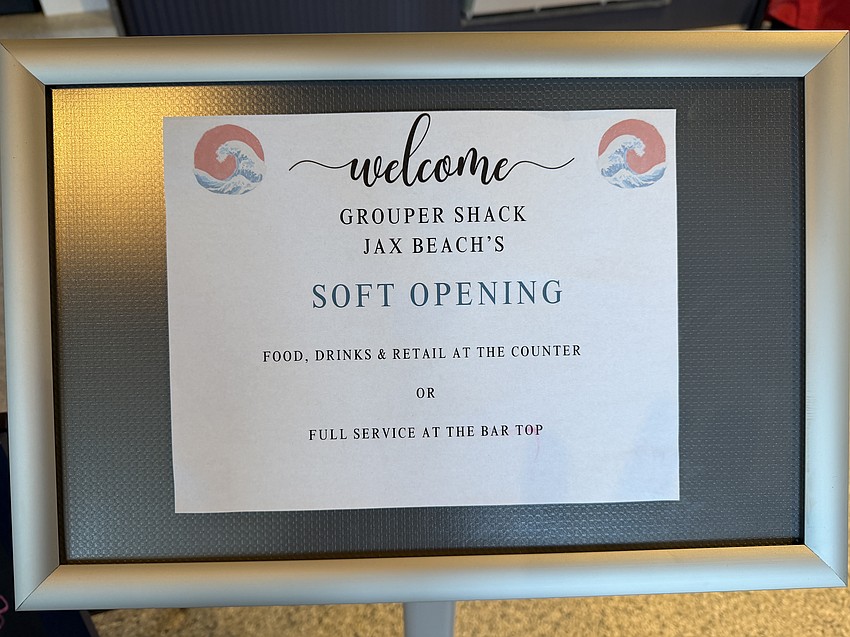 welcome
GROUPER SHACK
JAX BEACH'S
SOFT OPENING
FOOD, DRINKS & RETAIL AT THE COUNTER
OR
FULL SERVICE AT THE BAR TOP